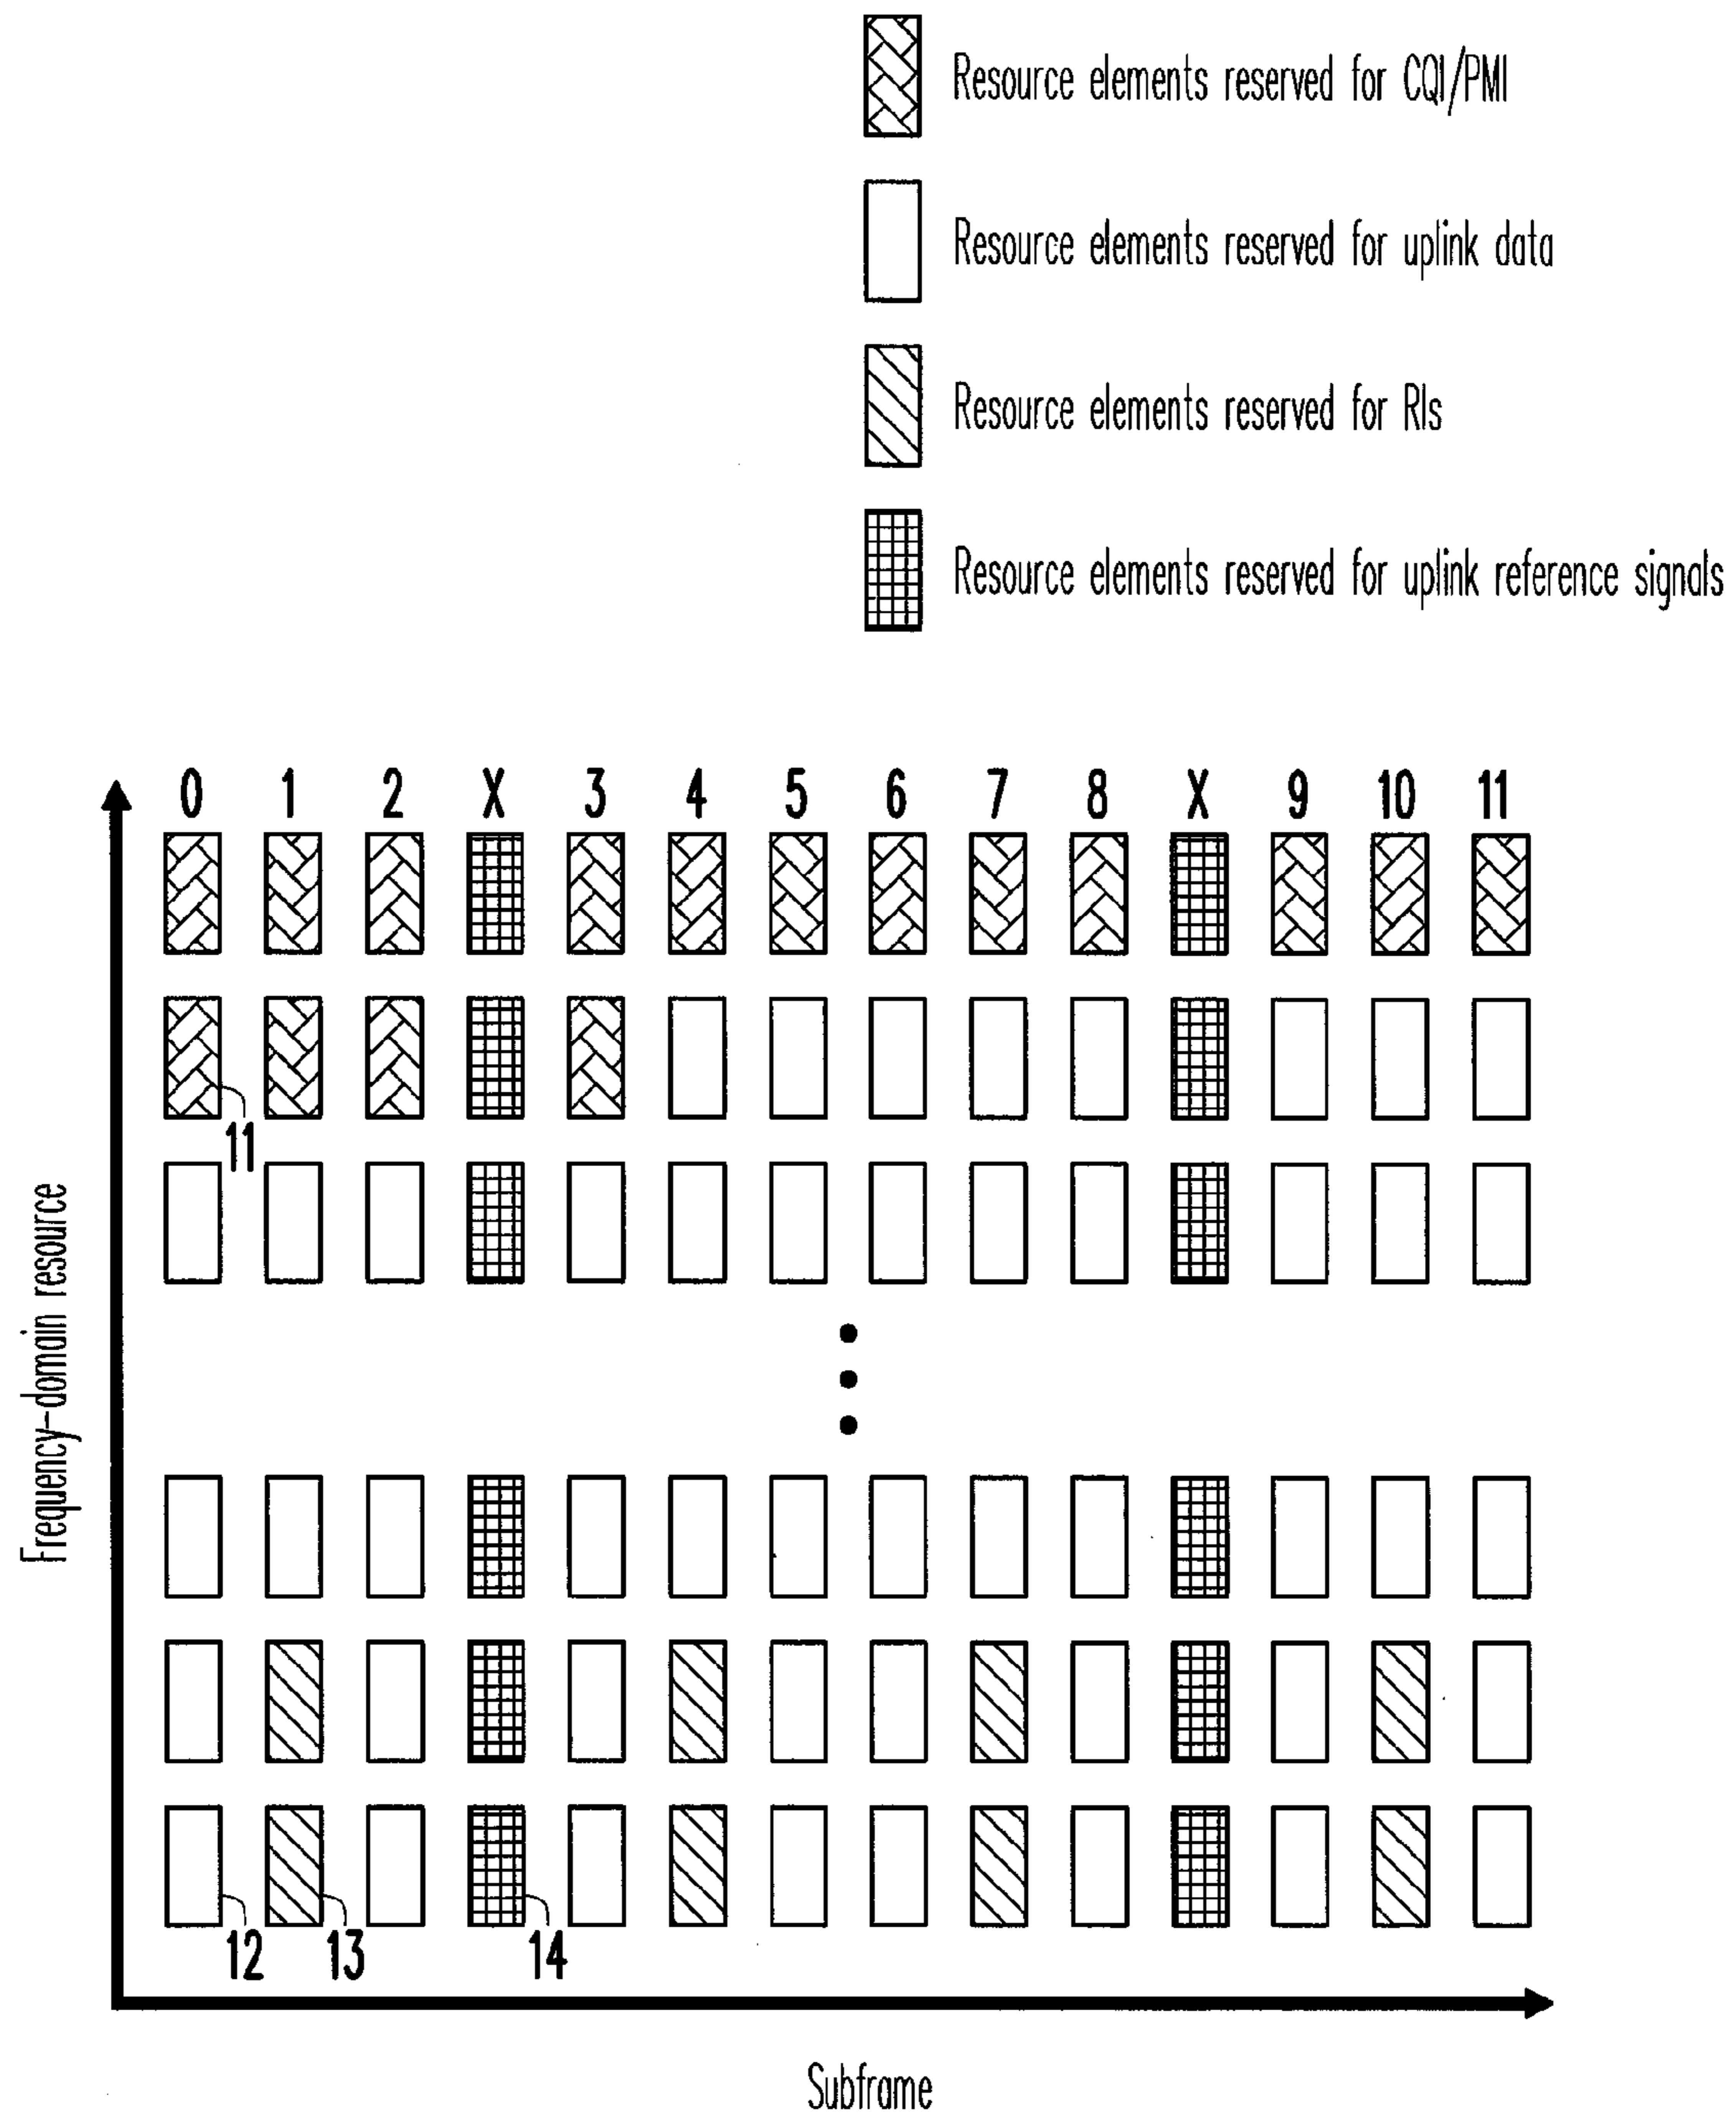 Resource elements reserved for CQI/PMI
Resource elements reserved for uplink data
Resource elements reserved for RIs
Resource elements reserved for uplink reference signals
0 1 2 X 3 4 5 6 7 8 X 9 10 11
11
Frequency-domain resource
12 13 14
Subframe